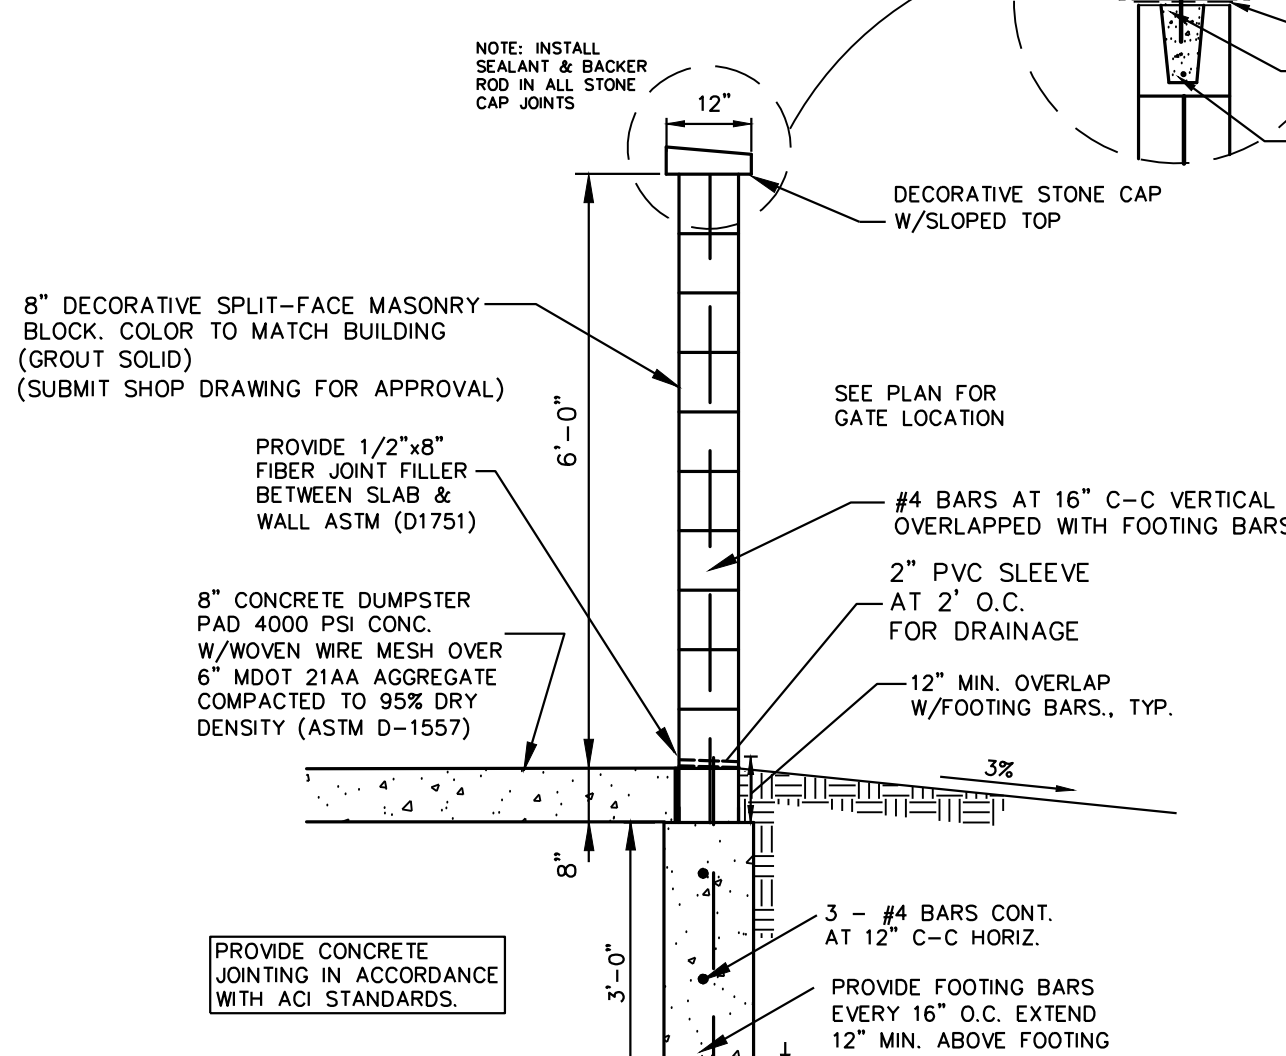 NOTE: INSTALL
SEALANT & BACKER
ROD IN ALL STONE
CAP JOINTS
12"
DECORATIVE STONE CAP
W/SLOPED TOP
8" DECORATIVE SPLIT-FACE MASONRY
BLOCK. COLOR TO MATCH BUILDING
(GROUT SOLID)
(SUBMIT SHOP DRAWING FOR APPROVAL)
6'-0"
SEE PLAN FOR
GATE LOCATION
PROVIDE 1/2"x8"
FIBER JOINT FILLER
BETWEEN SLAB &
WALL ASTM (D1751)
#4 BARS AT 16" C-C VERTICAL
OVERLAPPED WITH FOOTING BARS
2" PVC SLEEVE
AT 2' O.C.
FOR DRAINAGE
8" CONCRETE DUMPSTER
PAD 4000 PSI CONC.
W/WOVEN WIRE MESH OVER
6" MDOT 21AA AGGREGATE
COMPACTED TO 95% DRY
DENSITY (ASTM D-1557)
12" MIN. OVERLAP
W/FOOTING BARS., TYP.
3%
8"
3'-0"
3 - #4 BARS CONT.
AT 12" C-C HORIZ.
PROVIDE CONCRETE
JOINTING IN ACCORDANCE
WITH ACI STANDARDS.
PROVIDE FOOTING BARS
EVERY 16" O.C. EXTEND
12" MIN. ABOVE FOOTING